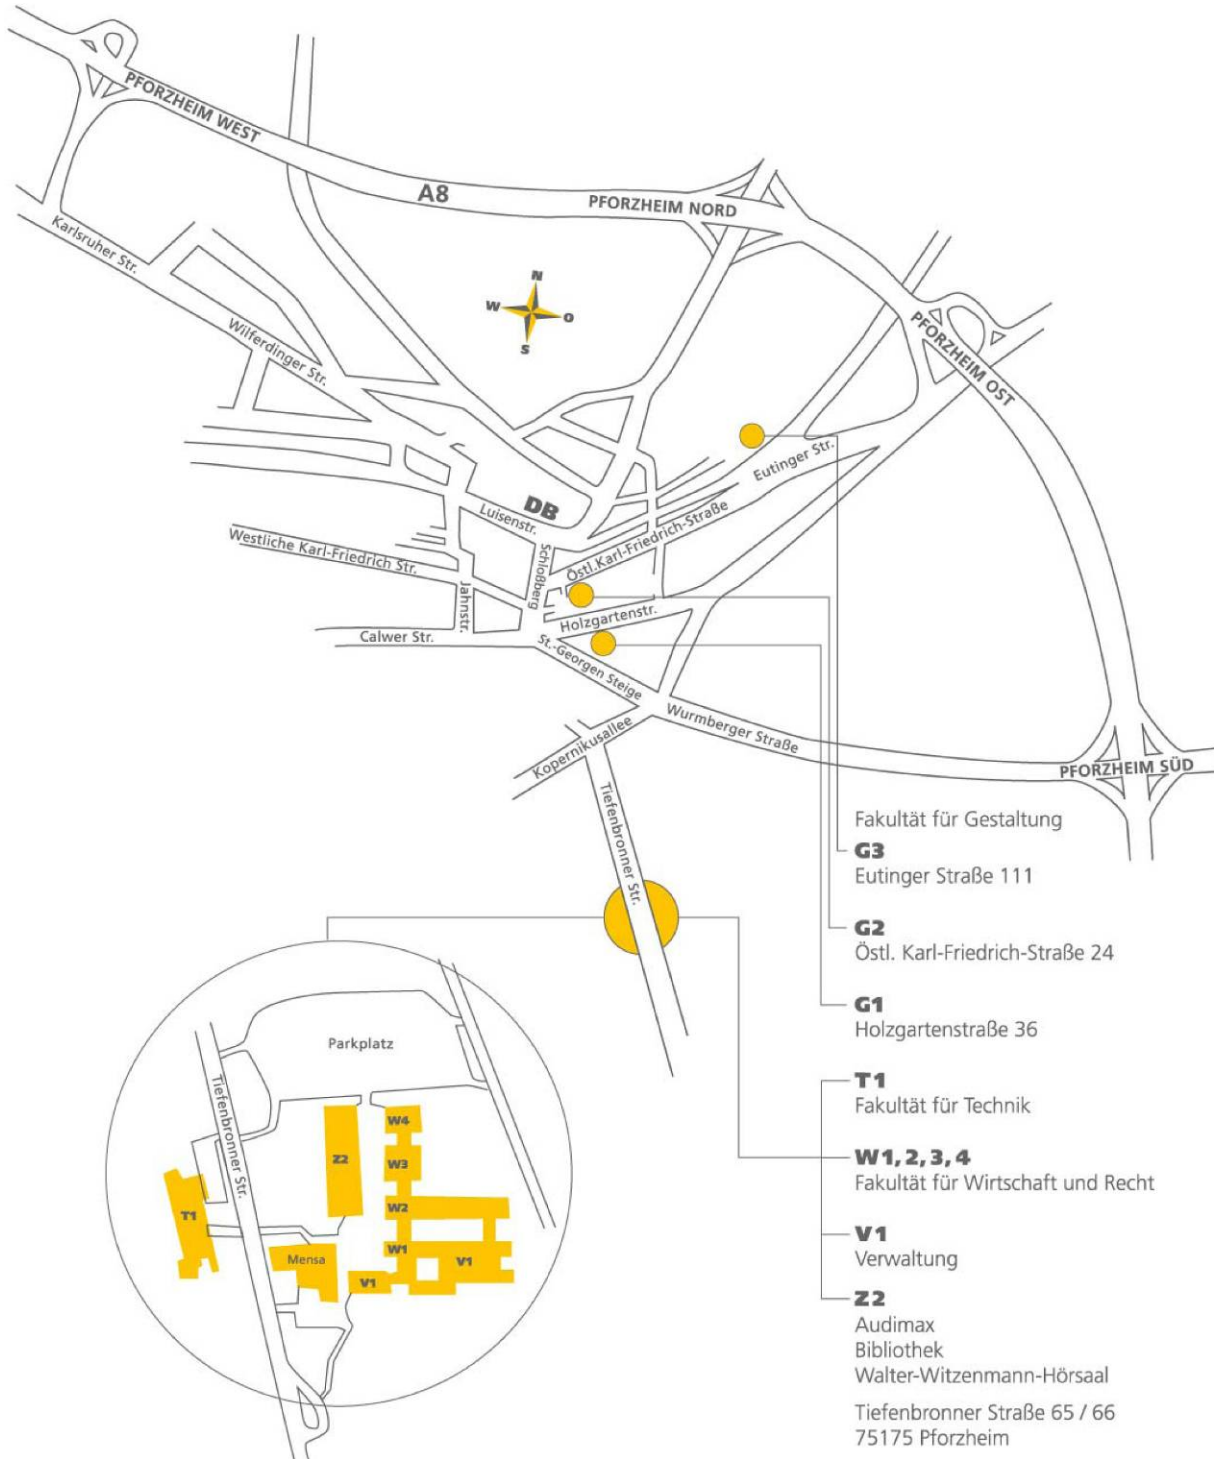 PFORZHEIM WEST
A8
PFORZHEIM NORD
Karlsruher Str.
N
W
O
S
Wilferdinger Str.
PFORZHEIM OST
Eutinger Str.
DB
Luisenstr.
Östl.Karl-Friedrich-Straße
Westliche Karl-Friedrich Str.
Schloßberg
Jahnstr.
Holzgartenstr.
Calwer Str.
St.-Georgen Steige
Wurmberger Straße
Kopernikusallee
PFORZHEIM SÜD
Tiefenbronner Str.
Fakultät für Gestaltung
G3
Eutinger Straße 111
G2
Östl. Karl-Friedrich-Straße 24
G1
Holzgartenstraße 36
T1
Fakultät für Technik
W1, 2, 3, 4
Fakultät für Wirtschaft und Recht
V1
Verwaltung
Z2
Audimax
Bibliothek
Walter-Witzenmann-Hörsaal
Tiefenbronner Straße 65 / 66
75175 Pforzheim
Parkplatz
Tiefenbronner Str.
W4
Z2
W3
W2
T1
W1
Mensa
V1
V1